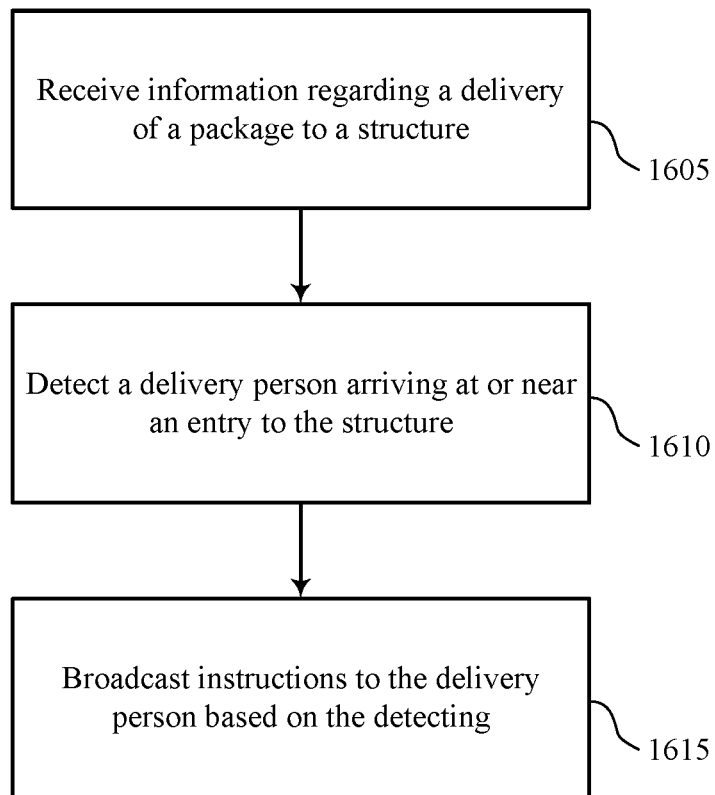 Receive information regarding a delivery
of a package to a structure
1605
Detect a delivery person arriving at or near
an entry to the structure
1610
Broadcast instructions to the delivery
person based on the detecting
1615